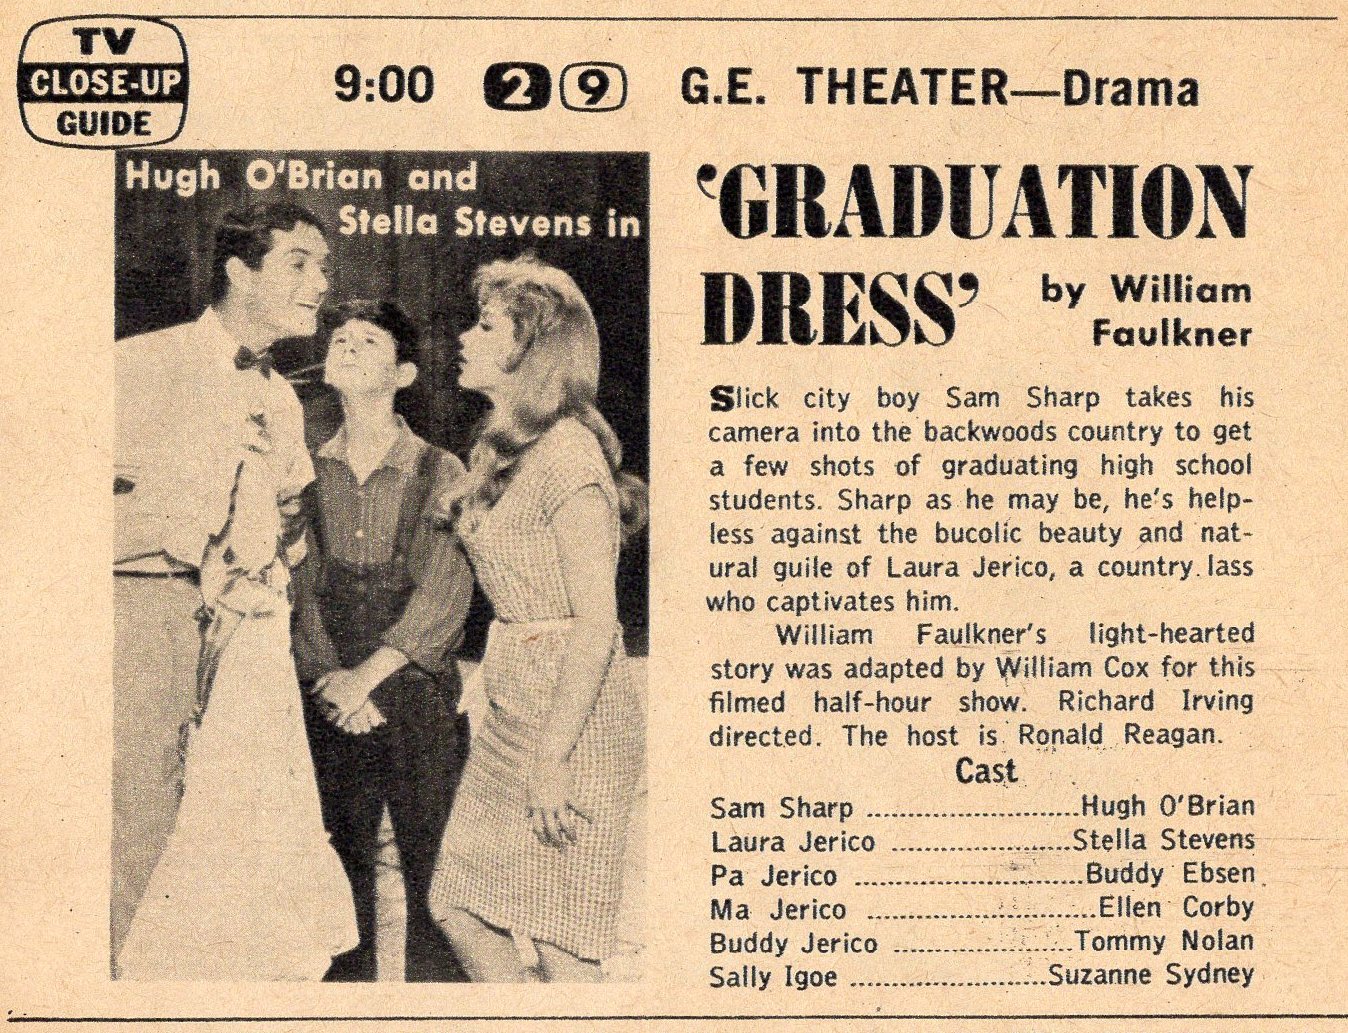 TV
CLOSE-UP
GUIDE
9:00 2 9 G.E. THEATER—Drama
Hugh O'Brian and
Stella Stevens in
'GRADUATION
DRESS' by William
Faulkner
Slick city boy Sam Sharp takes his
camera into the backwoods country to get
a few shots of graduating high school
students. Sharp as he may be, he's help-
less against the bucolic beauty and nat-
ural guile of Laura Jerico, a country lass
who captivates him.
William Faulkner's light-hearted
story was adapted by William Cox for this
filmed half-hour show. Richard Irving
directed. The host is Ronald Reagan.
Cast
Sam Sharp ..........................Hugh O'Brian
Laura Jerico ......................Stella Stevens
Pa Jerico ............................Buddy Ebsen
Ma Jerico ............................Ellen Corby
Buddy Jerico ......................Tommy Nolan
Sally Igoe ........................Suzanne Sydney